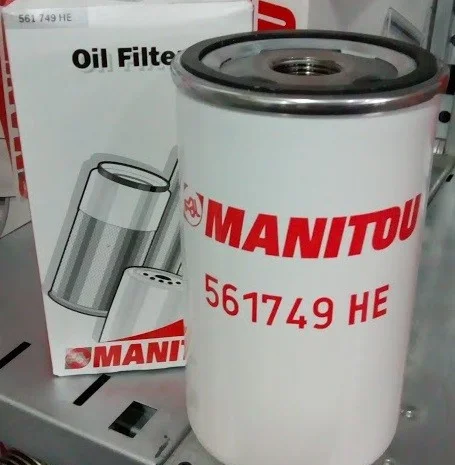 561 749 HE
Oil Filter
MANITOU
561749 HE
MANIT